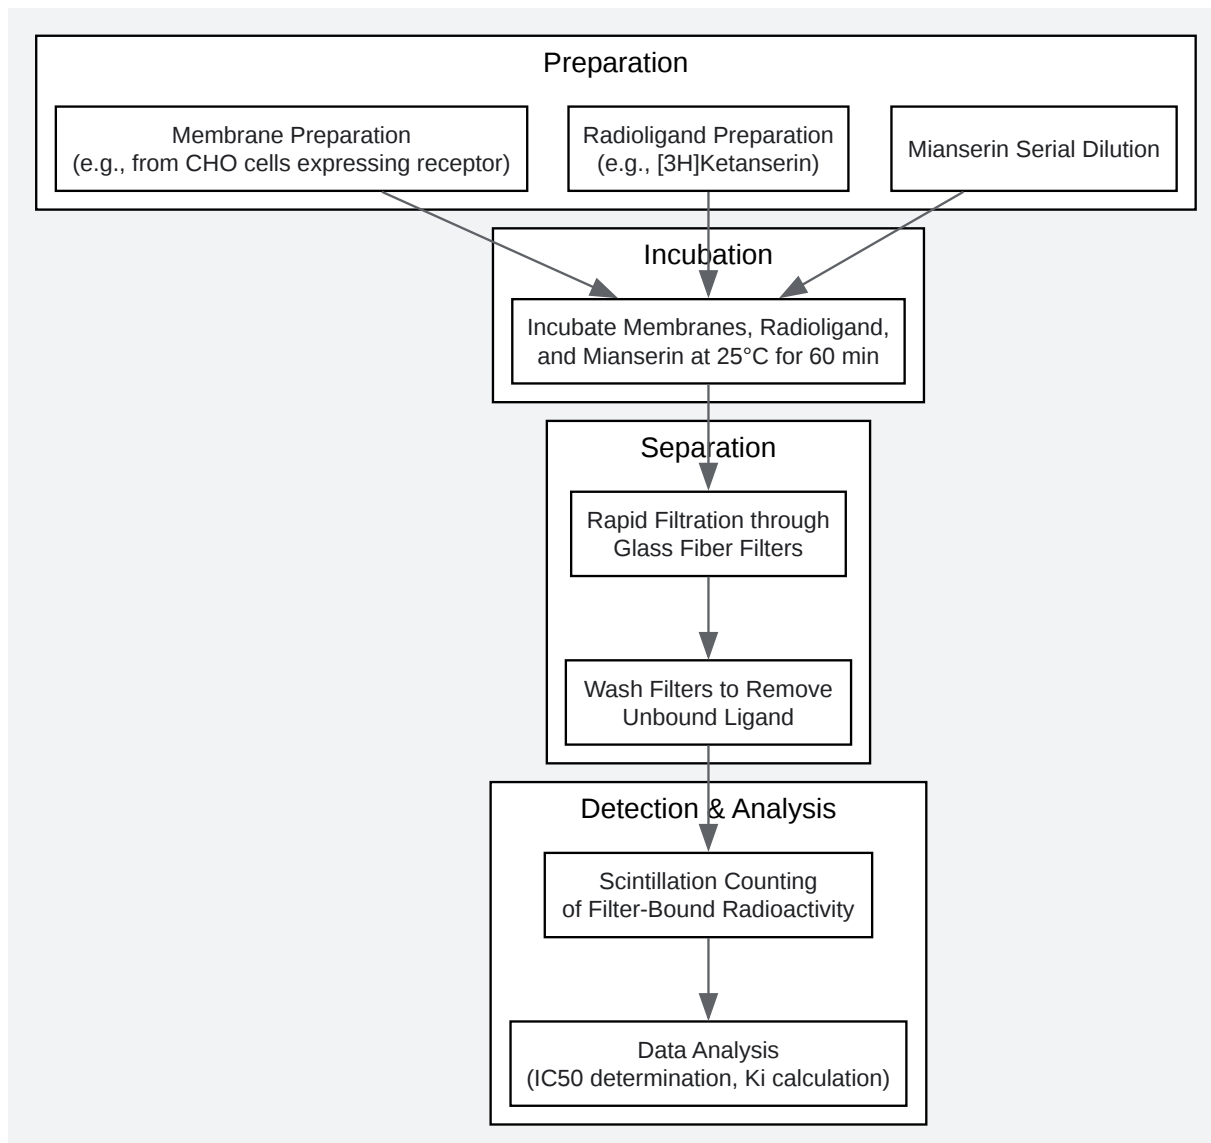 Preparation
Membrane Preparation
(e.g., from CHO cells expressing receptor)
Radioligand Preparation
(e.g., [3H]Ketanserin)
Mianserin Serial Dilution
Incubation
Incubate Membranes, Radioligand,
and Mianserin at 25°C for 60 min
Separation
Rapid Filtration through
Glass Fiber Filters
Wash Filters to Remove
Unbound Ligand
Detection & Analysis
Scintillation Counting
of Filter-Bound Radioactivity
Data Analysis
(IC50 determination, Ki calculation)